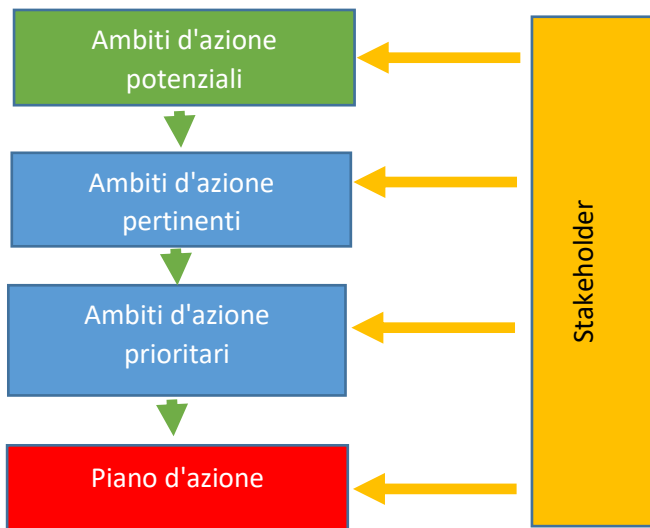 Ambiti d'azione
potenziali
Ambiti d'azione
pertinenti
Ambiti d'azione
prioritari
Piano d'azione
Stakeholder